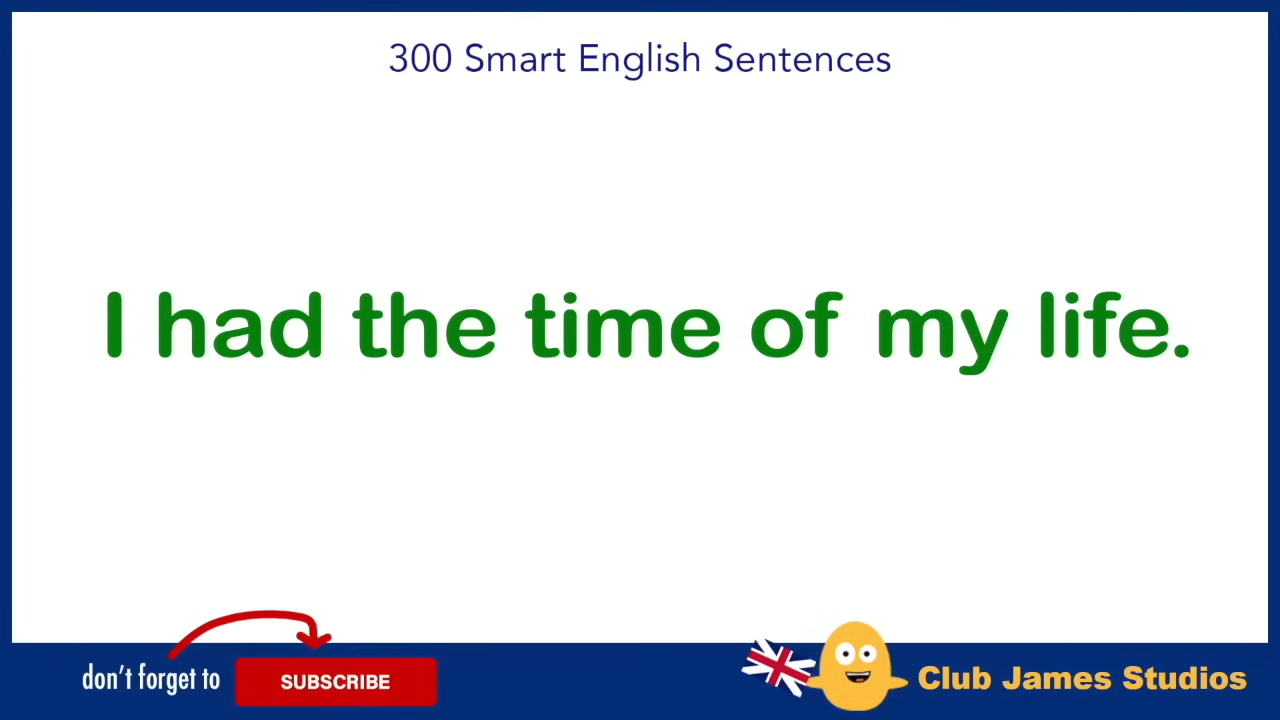 300 Smart English Sentences
I had the time of my life.
don't forget to
SUBSCRIBE
Club James Studios